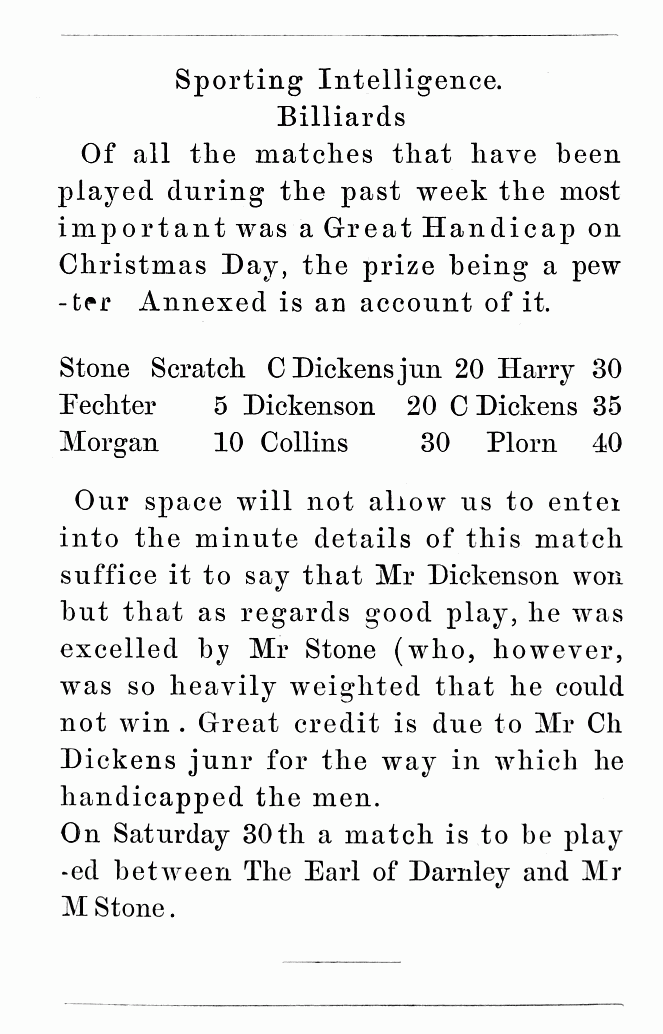 Sporting Intelligence.
Billiards
Of all the matches that have been
played during the past week the most
important was a Great Handicap on
Christmas Day, the prize being a pew
-ter Annexed is an account of it.
Stone Scratch C Dickens jun 20 Harry 30
Fechter 5 Dickenson 20 C Dickens 35
Morgan 10 Collins 30 Plorn 40
Our space will not allow us to enter
into the minute details of this match
suffice it to say that Mr Dickenson won
but that as regards good play, he was
excelled by Mr Stone (who, however,
was so heavily weighted that he could
not win . Great credit is due to Mr Ch
Dickens junr for the way in which he
handicapped the men.
On Saturday 30th a match is to be play
-ed between The Earl of Darnley and Mr
M Stone.